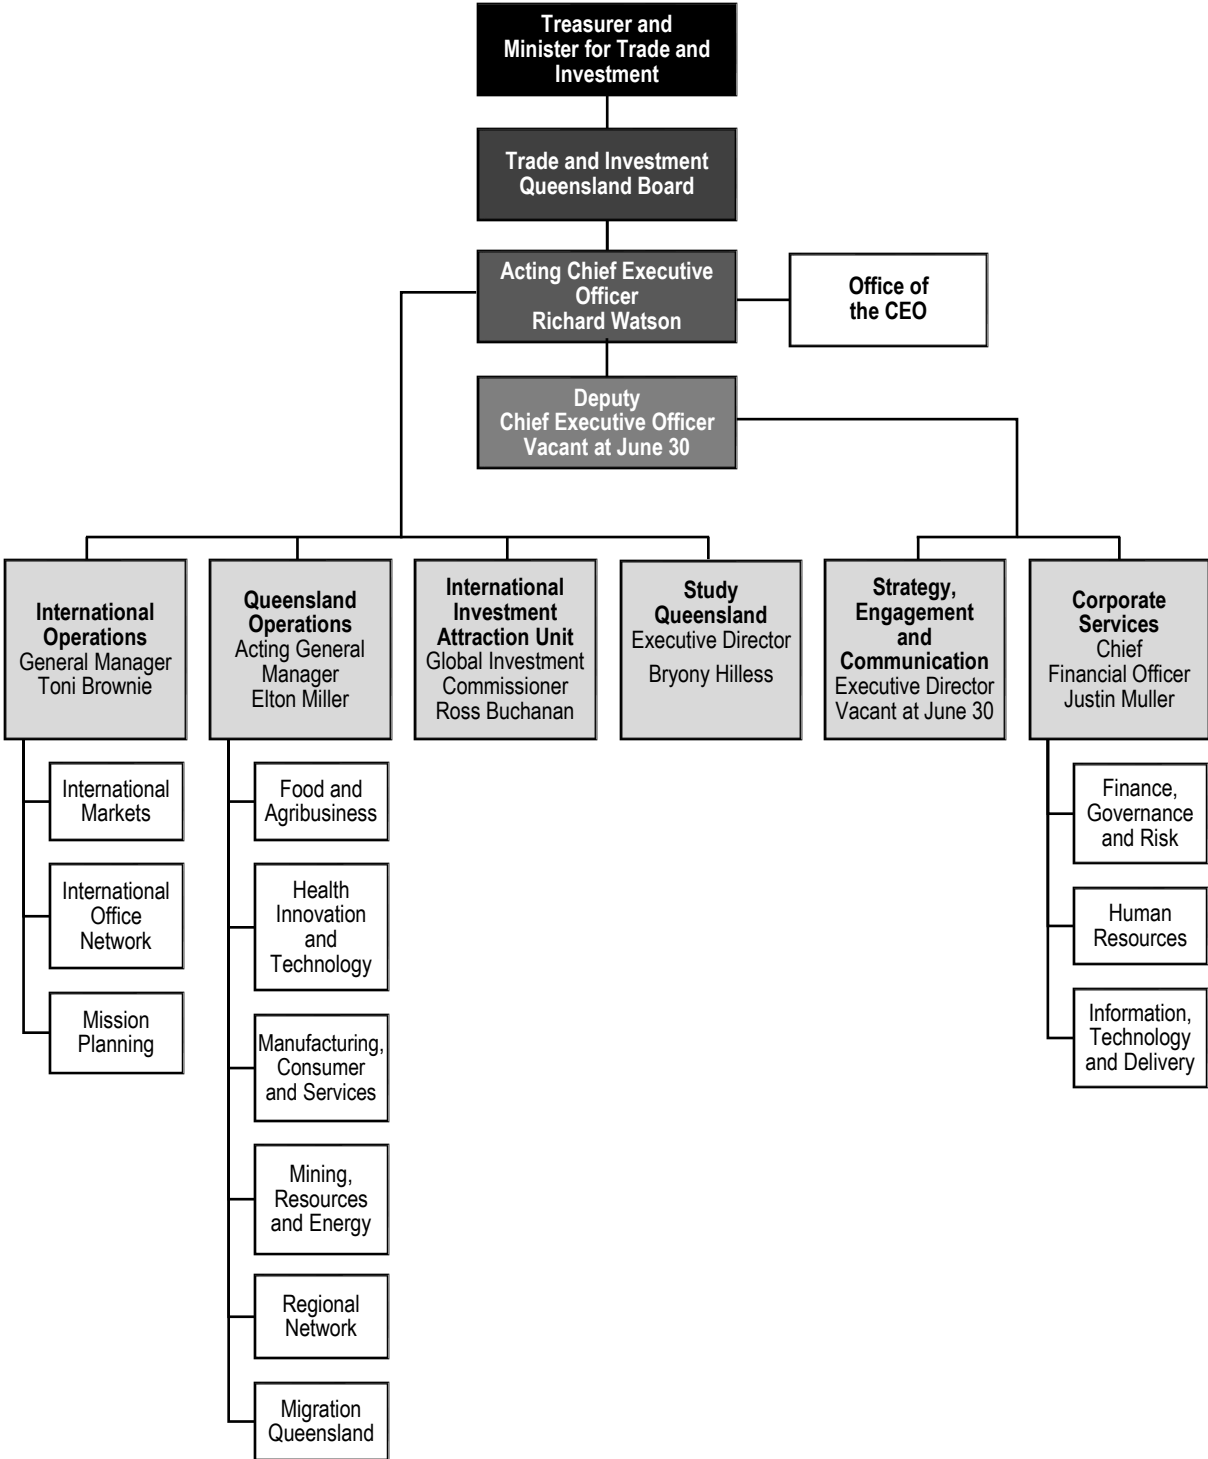 Treasurer and
Minister for Trade and
Investment
Trade and Investment
Queensland Board
Acting Chief Executive
Officer
Richard Watson
Office of
the CEO
Deputy
Chief Executive Officer
Vacant at June 30
International
Operations
General Manager
Toni Brownie
Queensland
Operations
Acting General
Manager
Elton Miller
International
Investment
Attraction Unit
Global Investment
Commissioner
Ross Buchanan
Study
Queensland
Executive Director
Bryony Hilless
Strategy,
Engagement
and
Communication
Executive Director
Vacant at June 30
Corporate
Services
Chief
Financial Officer
Justin Muller
International
Markets
International
Office
Network
Mission
Planning
Food and
Agribusiness
Health
Innovation
and
Technology
Manufacturing,
Consumer
and Services
Mining,
Resources
and Energy
Regional
Network
Migration
Queensland
Finance,
Governance
and Risk
Human
Resources
Information,
Technology
and Delivery